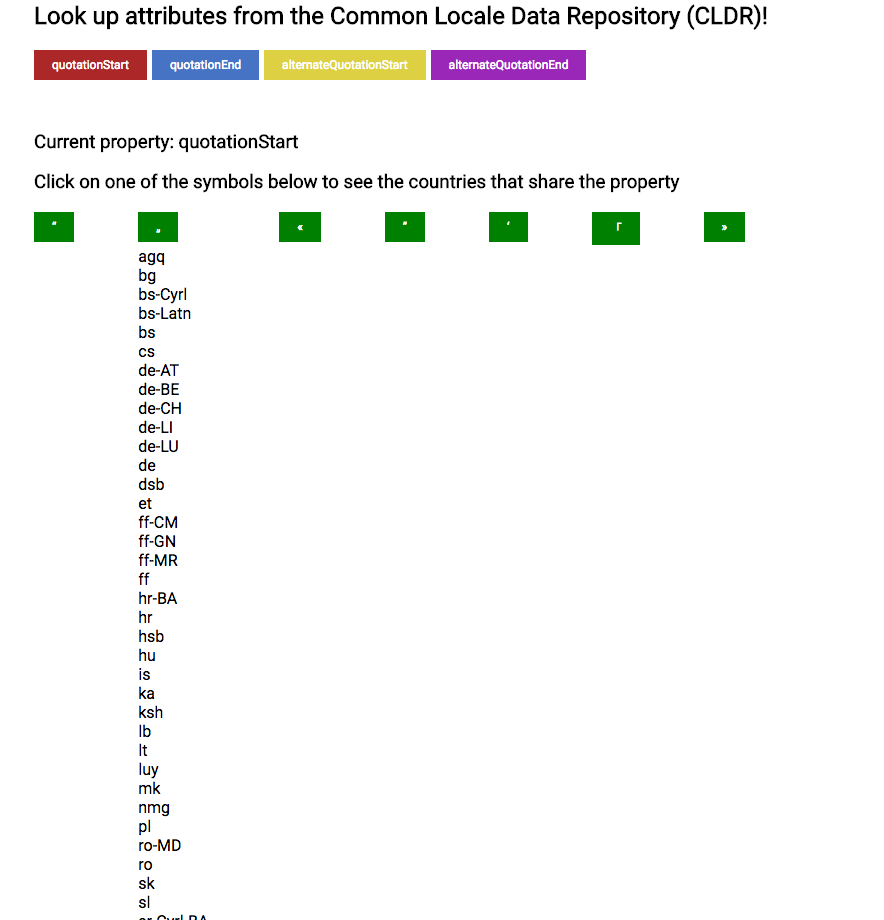 Look up attributes from the Common Locale Data Repository (CLDR)!
quotationStart quotationEnd alternateQuotationStart alternateQuotationEnd
Current property: quotationStart
Click on one of the symbols below to see the countries that share the property
“ „ « " ‘ 「 »
agq
bg
bs-Cyrl
bs-Latn
bs
cs
de-AT
de-BE
de-CH
de-LI
de-LU
de
dsb
et
ff-CM
ff-GN
ff-MR
ff
hr-BA
hr
hsb
hu
is
ka
ksh
lb
lt
luy
mk
nmg
pl
ro-MD
ro
sk
sl